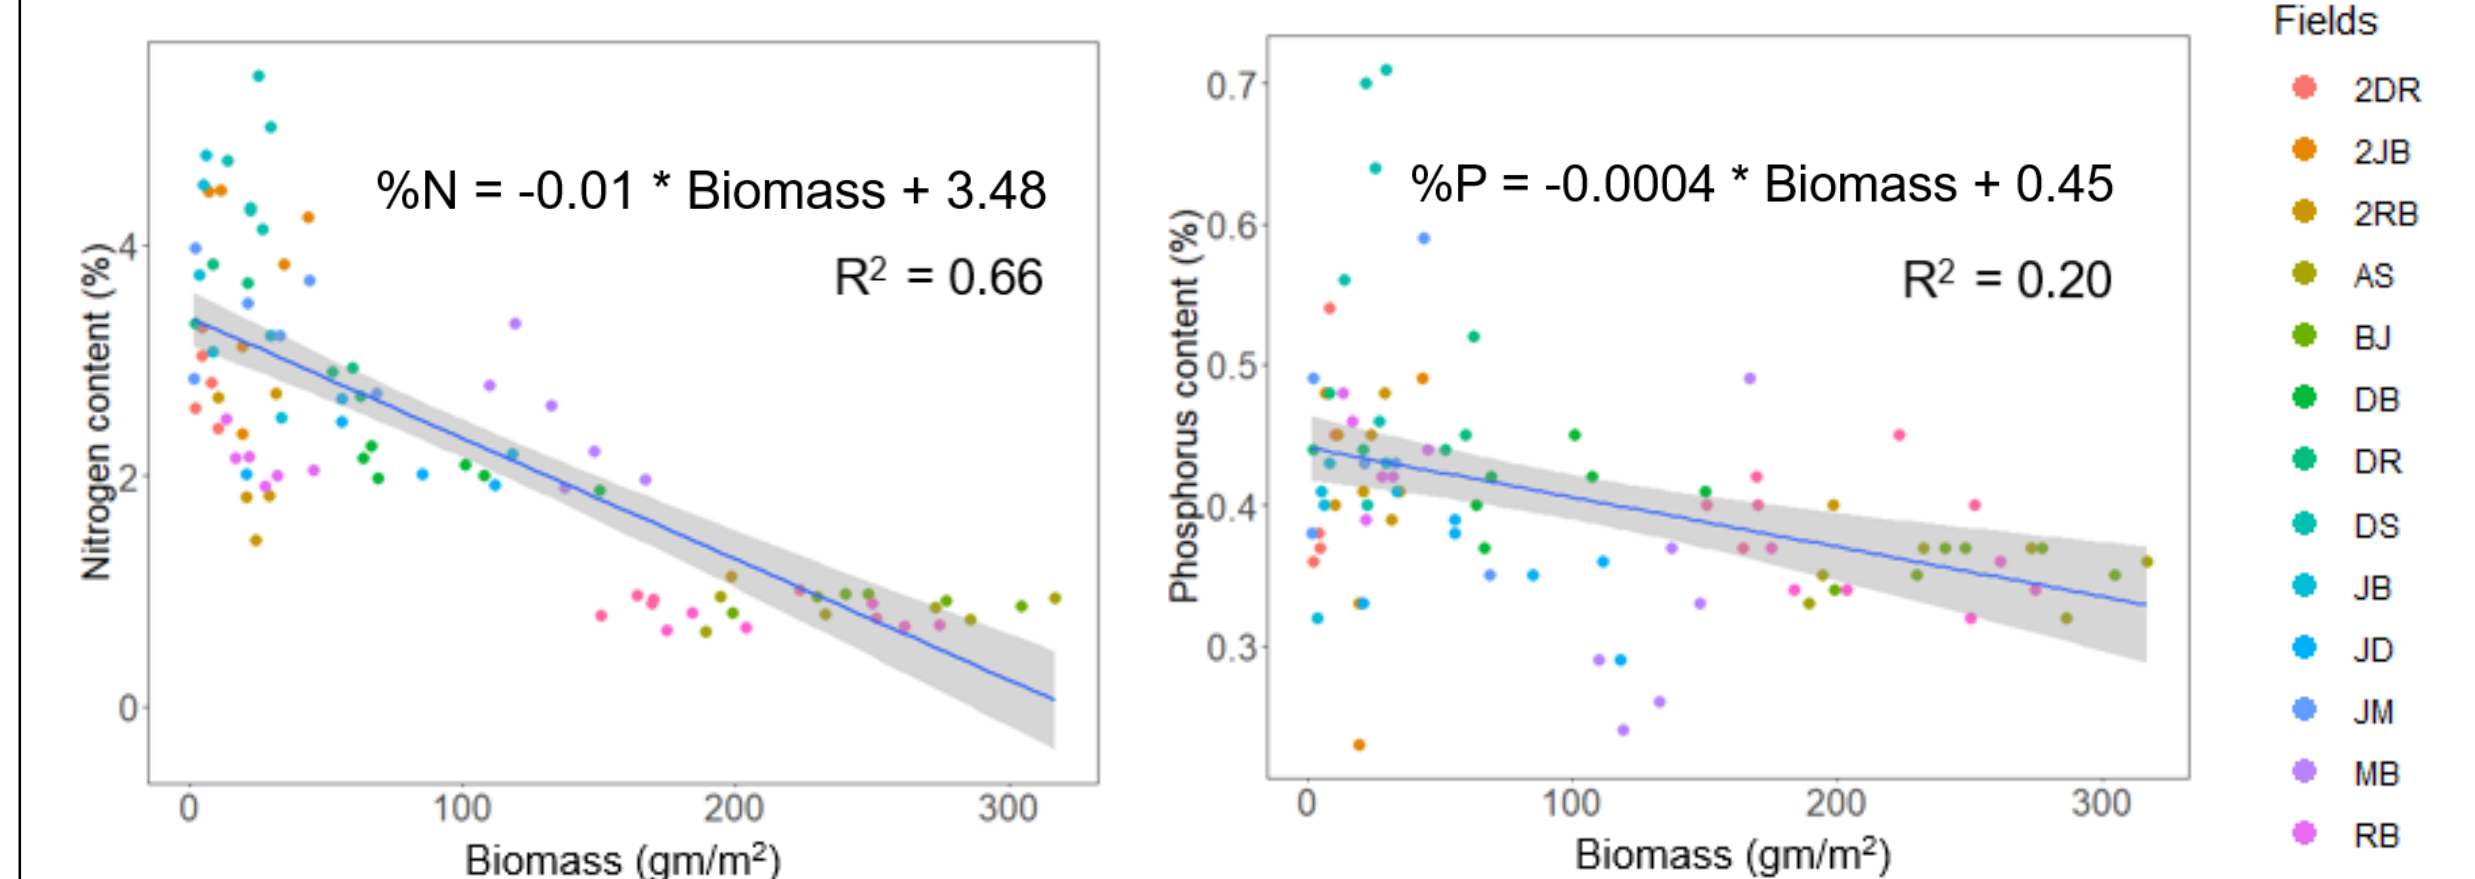 Fields
2DR
2JB
2RB
AS
BJ
DB
DR
DS
JB
JD
JM
MB
RB
%N = -0.01 * Biomass + 3.48
R² = 0.66
Nitrogen content (%)
4
2
0
0 100 200 300
Biomass (gm/m²)
%P = -0.0004 * Biomass + 0.45
R² = 0.20
Phosphorus content (%)
0.7
0.6
0.5
0.4
0.3
0 100 200 300
Biomass (gm/m²)